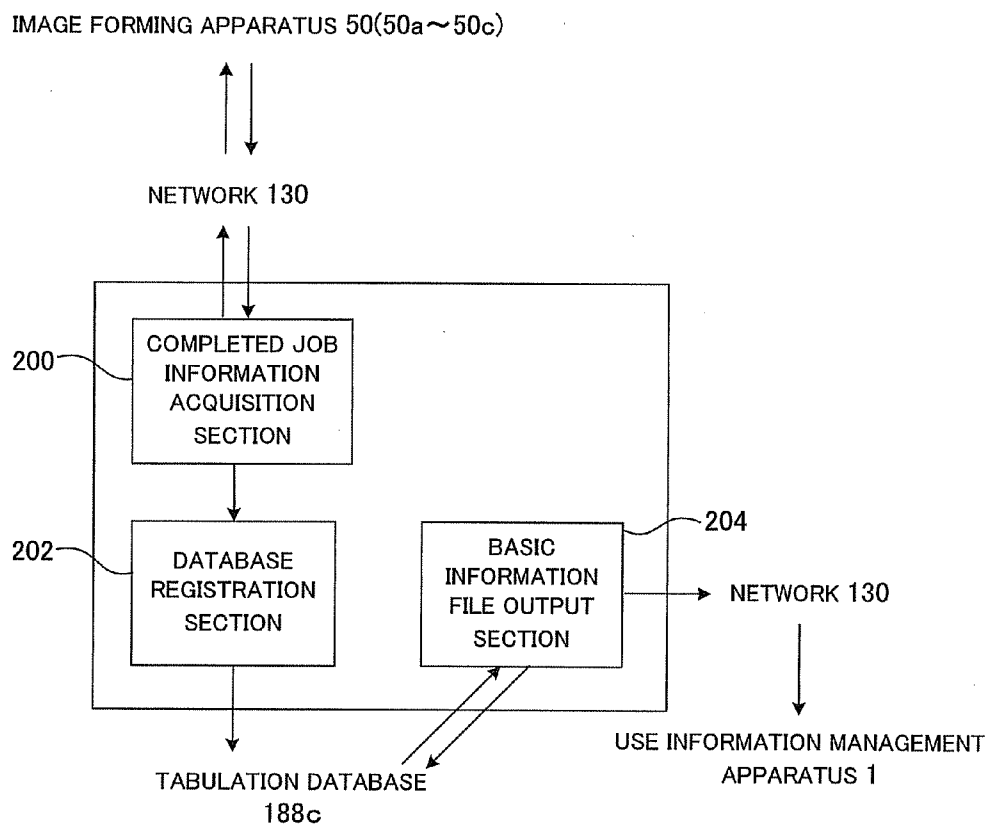 IMAGE FORMING APPARATUS 50(50a～50c)
NETWORK 130
200
COMPLETED JOB
INFORMATION
ACQUISITION
SECTION
202
DATABASE
REGISTRATION
SECTION
204
BASIC
INFORMATION
FILE OUTPUT
SECTION
NETWORK 130
USE INFORMATION MANAGEMENT
APPARATUS 1
TABULATION DATABASE
188c